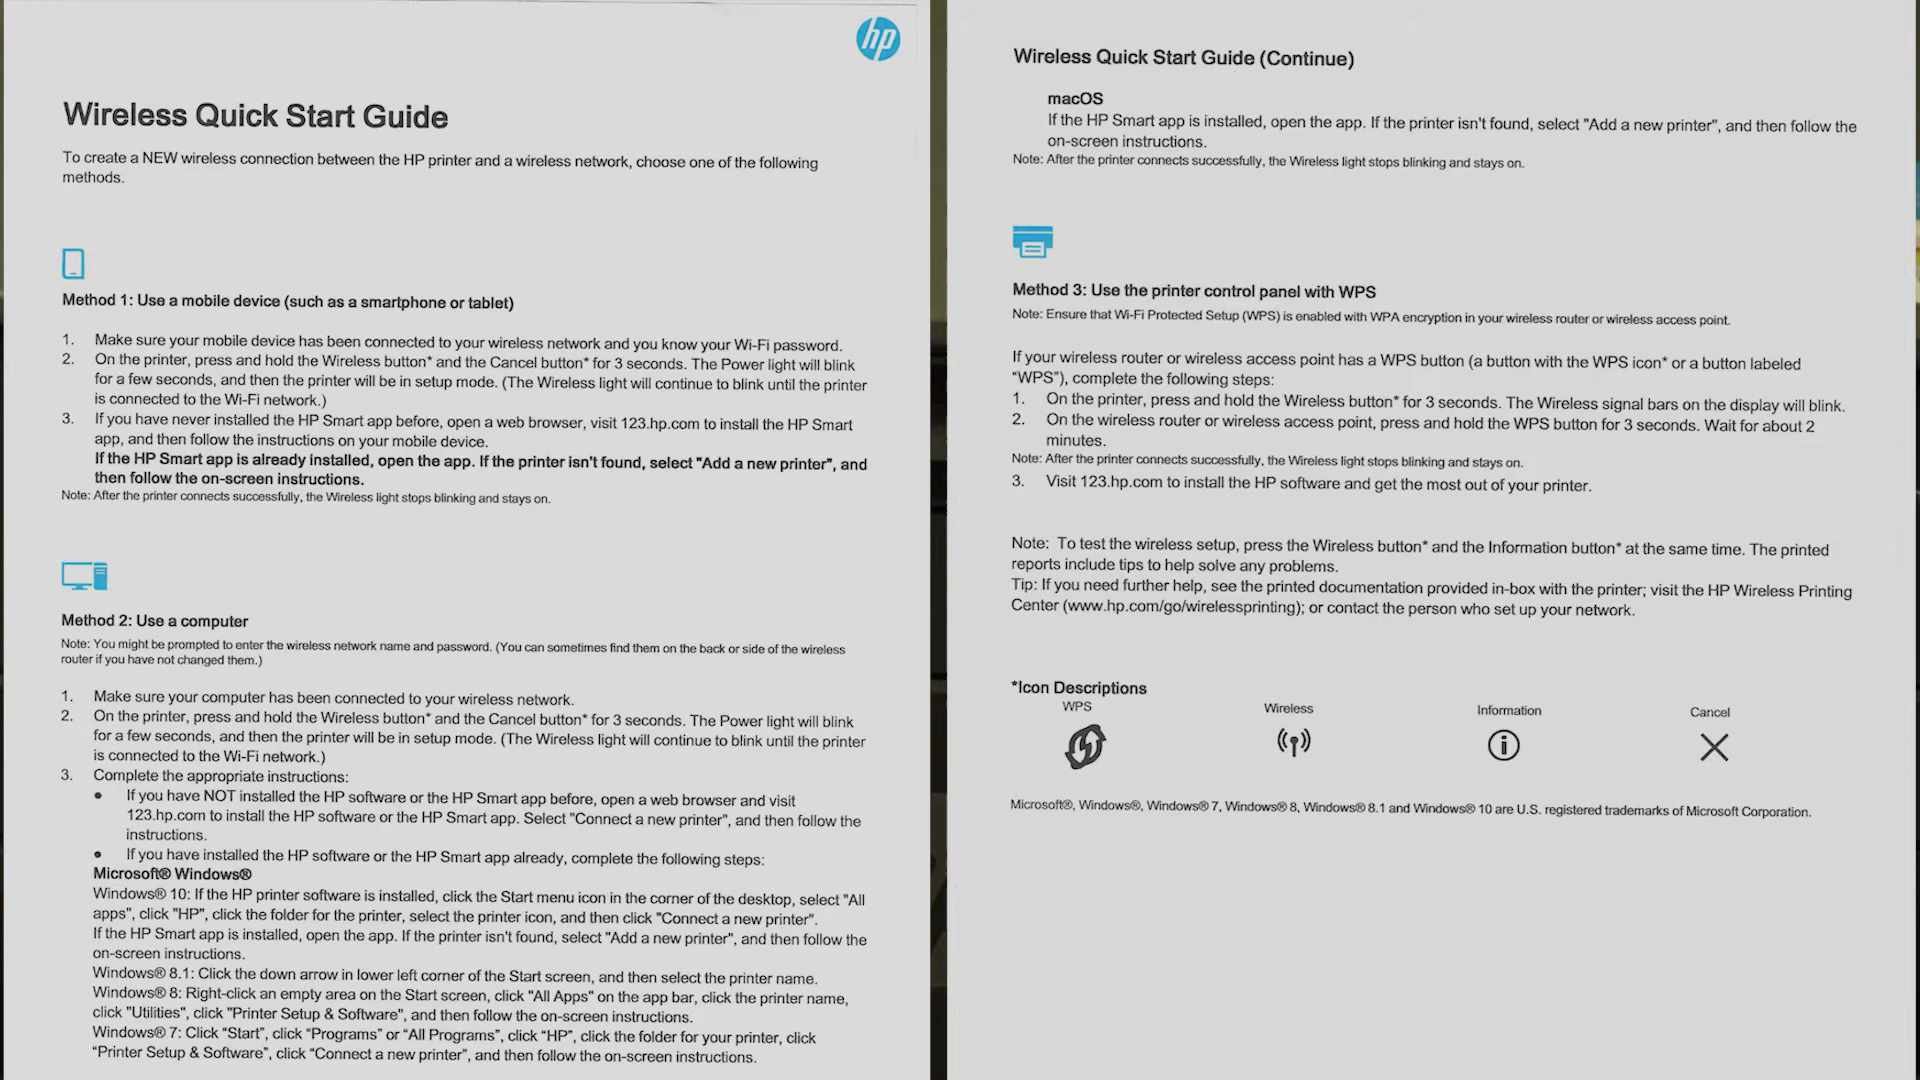 hp
Wireless Quick Start Guide
To create a NEW wireless connection between the HP printer and a wireless network, choose one of the following
methods.
Method 1: Use a mobile device (such as a smartphone or tablet)
1. Make sure your mobile device has been connected to your wireless network and you know your Wi-Fi password.
2. On the printer, press and hold the Wireless button* and the Cancel button* for 3 seconds. The Power light will blink
for a few seconds, and then the printer will be in setup mode. (The Wireless light will continue to blink until the printer
is connected to the Wi-Fi network.)
3. If you have never installed the HP Smart app before, open a web browser, visit 123.hp.com to install the HP Smart
app, and then follow the instructions on your mobile device.
If the HP Smart app is already installed, open the app. If the printer isn't found, select "Add a new printer", and
then follow the on-screen instructions.
Note: After the printer connects successfully, the Wireless light stops blinking and stays on.
Method 2: Use a computer
Note: You might be prompted to enter the wireless network name and password. (You can sometimes find them on the back or side of the wireless
router if you have not changed them.)
1. Make sure your computer has been connected to your wireless network.
2. On the printer, press and hold the Wireless button* and the Cancel button* for 3 seconds. The Power light will blink
for a few seconds, and then the printer will be in setup mode. (The Wireless light will continue to blink until the printer
is connected to the Wi-Fi network.)
3. Complete the appropriate instructions:
• If you have NOT installed the HP software or the HP Smart app before, open a web browser and visit
123.hp.com to install the HP software or the HP Smart app. Select "Connect a new printer", and then follow the
instructions.
• If you have installed the HP software or the HP Smart app already, complete the following steps:
Microsoft® Windows®
Windows® 10: If the HP printer software is installed, click the Start menu icon in the corner of the desktop, select "All
apps", click "HP", click the folder for the printer, select the printer icon, and then click "Connect a new printer".
If the HP Smart app is installed, open the app. If the printer isn't found, select "Add a new printer", and then follow the
on-screen instructions.
Windows® 8.1: Click the down arrow in lower left corner of the Start screen, and then select the printer name.
Windows® 8: Right-click an empty area on the Start screen, click "All Apps" on the app bar, click the printer name,
click "Utilities", click "Printer Setup & Software", and then follow the on-screen instructions.
Windows® 7: Click “Start”, click “Programs” or “All Programs”, click “HP”, click the folder for your printer, click
“Printer Setup & Software”, click “Connect a new printer”, and then follow the on-screen instructions.
Wireless Quick Start Guide (Continue)
macOS
If the HP Smart app is installed, open the app. If the printer isn't found, select "Add a new printer", and then follow the
on-screen instructions.
Note: After the printer connects successfully, the Wireless light stops blinking and stays on.
Method 3: Use the printer control panel with WPS
Note: Ensure that Wi-Fi Protected Setup (WPS) is enabled with WPA encryption in your wireless router or wireless access point.
If your wireless router or wireless access point has a WPS button (a button with the WPS icon* or a button labeled
“WPS”), complete the following steps:
1. On the printer, press and hold the Wireless button* for 3 seconds. The Wireless signal bars on the display will blink.
2. On the wireless router or wireless access point, press and hold the WPS button for 3 seconds. Wait for about 2
minutes.
Note: After the printer connects successfully, the Wireless light stops blinking and stays on.
3. Visit 123.hp.com to install the HP software and get the most out of your printer.
Note: To test the wireless setup, press the Wireless button* and the Information button* at the same time. The printed
reports include tips to help solve any problems.
Tip: If you need further help, see the printed documentation provided in-box with the printer; visit the HP Wireless Printing
Center (www.hp.com/go/wirelessprinting); or contact the person who set up your network.
*Icon Descriptions
WPS Wireless Information Cancel
Microsoft®, Windows®, Windows® 7, Windows® 8, Windows® 8.1 and Windows® 10 are U.S. registered trademarks of Microsoft Corporation.